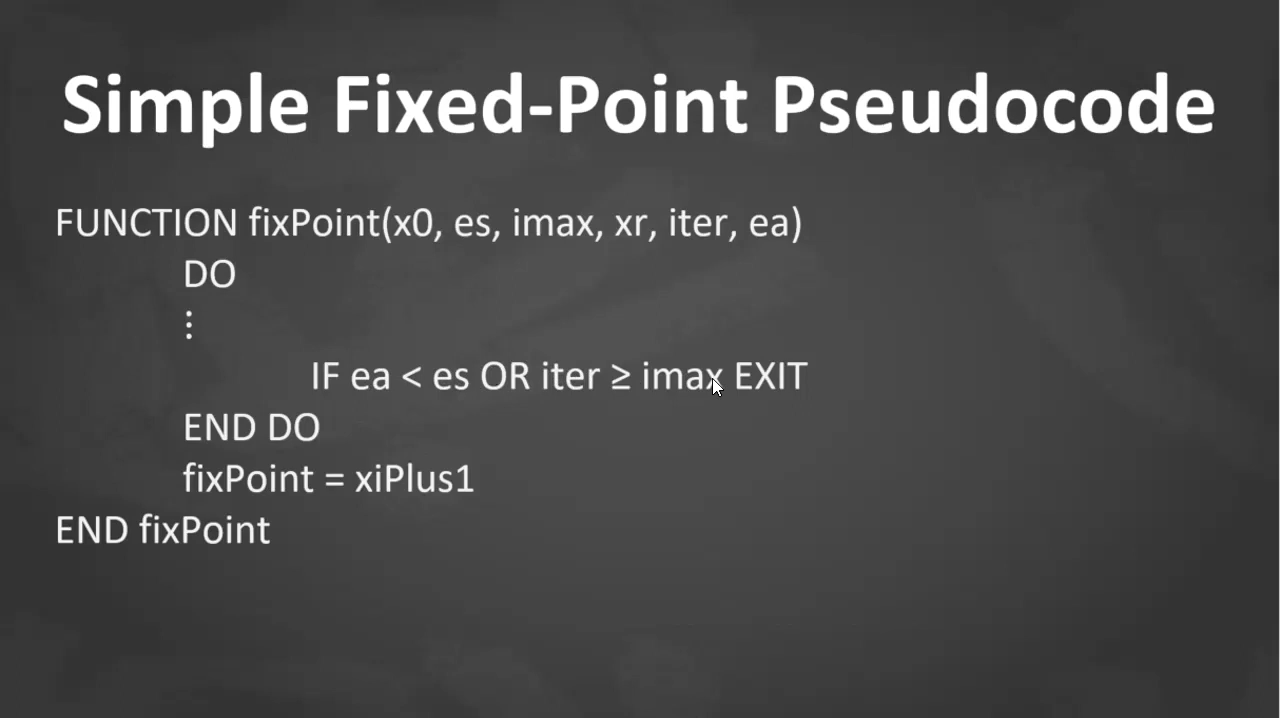 Simple Fixed-Point Pseudocode
FUNCTION fixPoint(x0, es, imax, xr, iter, ea)
DO
⋮
IF ea < es OR iter ≥ imax EXIT
END DO
fixPoint = xiPlus1
END fixPoint